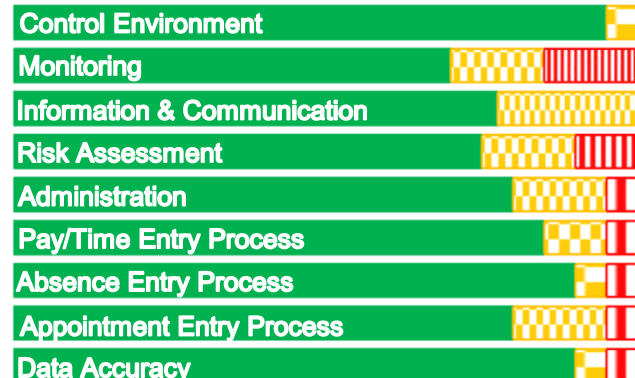 Control Environment
Monitoring
Information & Communication
Risk Assessment
Administration
Pay/Time Entry Process
Absence Entry Process
Appointment Entry Process
Data Accuracy